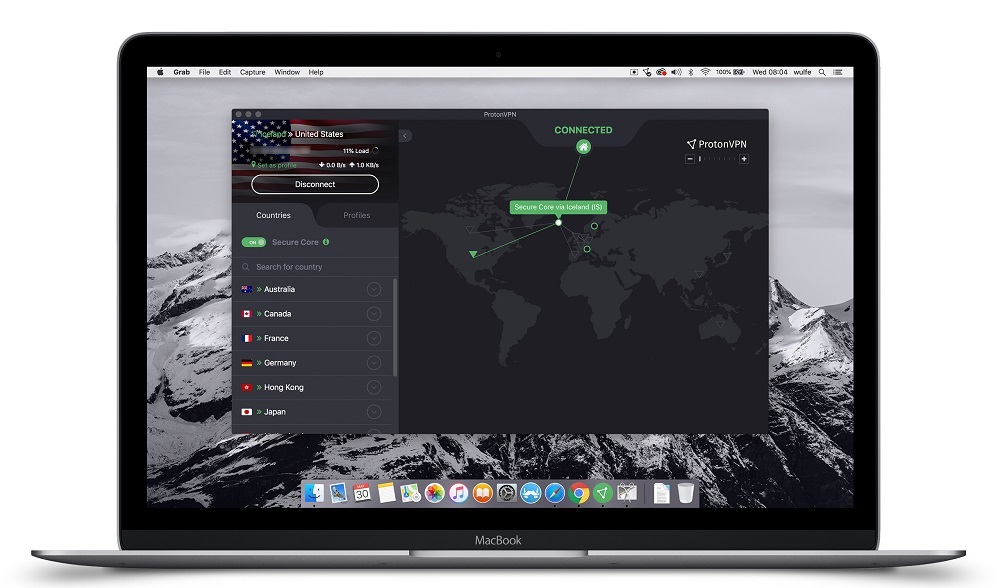 Grab File Edit Capture Window Help
100% Wed 08:04 wulfe
ProtonVPN
Iceland » United States
11% Load
Set as profile 0.0 B/s 1.0 KB/s
Disconnect
Countries Profiles
ON Secure Core
Search for country
» Australia
» Canada
» France
» Germany
» Hong Kong
» Japan
CONNECTED
ProtonVPN
Secure Core via Iceland (IS)
30
MacBook